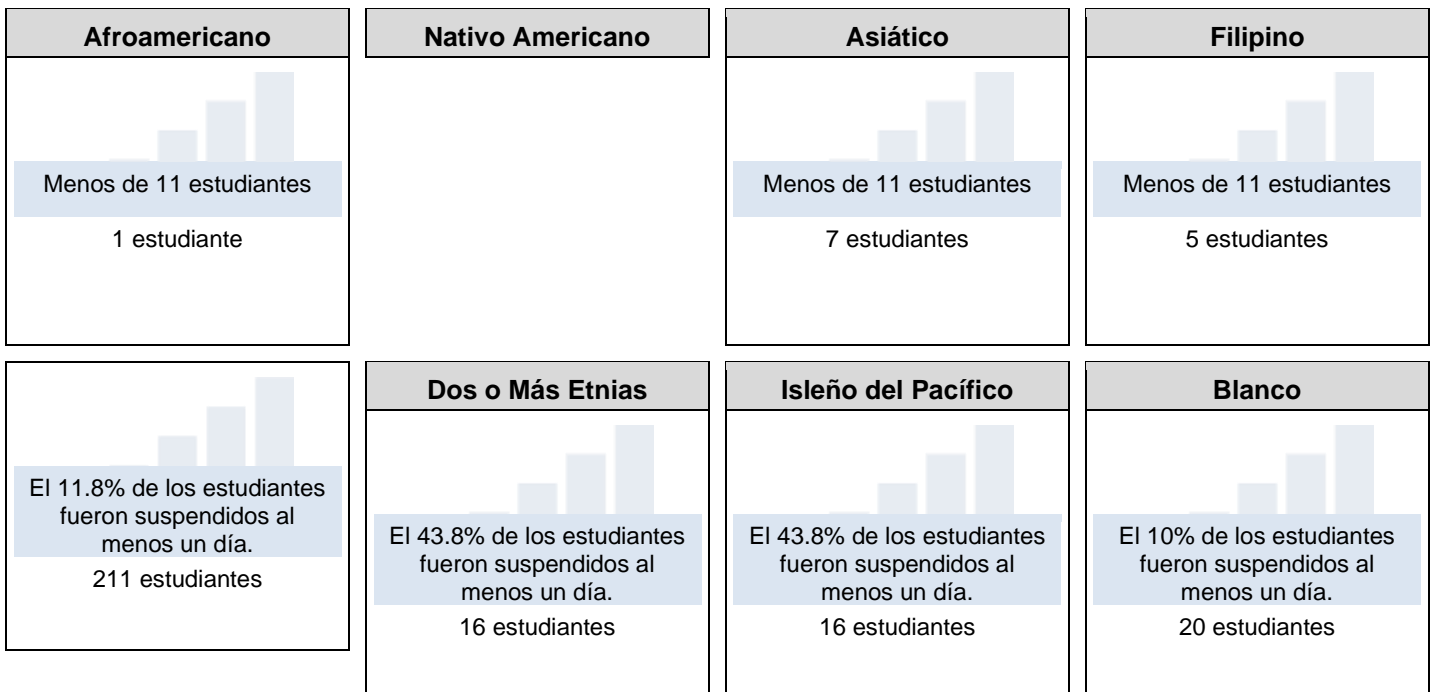 Afroamericano
Nativo Americano
Asiático
Filipino
Menos de 11 estudiantes
1 estudiante
Menos de 11 estudiantes
7 estudiantes
Menos de 11 estudiantes
5 estudiantes
El 11.8% de los estudiantes
fueron suspendidos al
menos un día.
211 estudiantes
Dos o Más Etnias
El 43.8% de los estudiantes
fueron suspendidos al
menos un día.
16 estudiantes
Isleño del Pacífico
El 43.8% de los estudiantes
fueron suspendidos al
menos un día.
16 estudiantes
Blanco
El 10% de los estudiantes
fueron suspendidos al
menos un día.
20 estudiantes